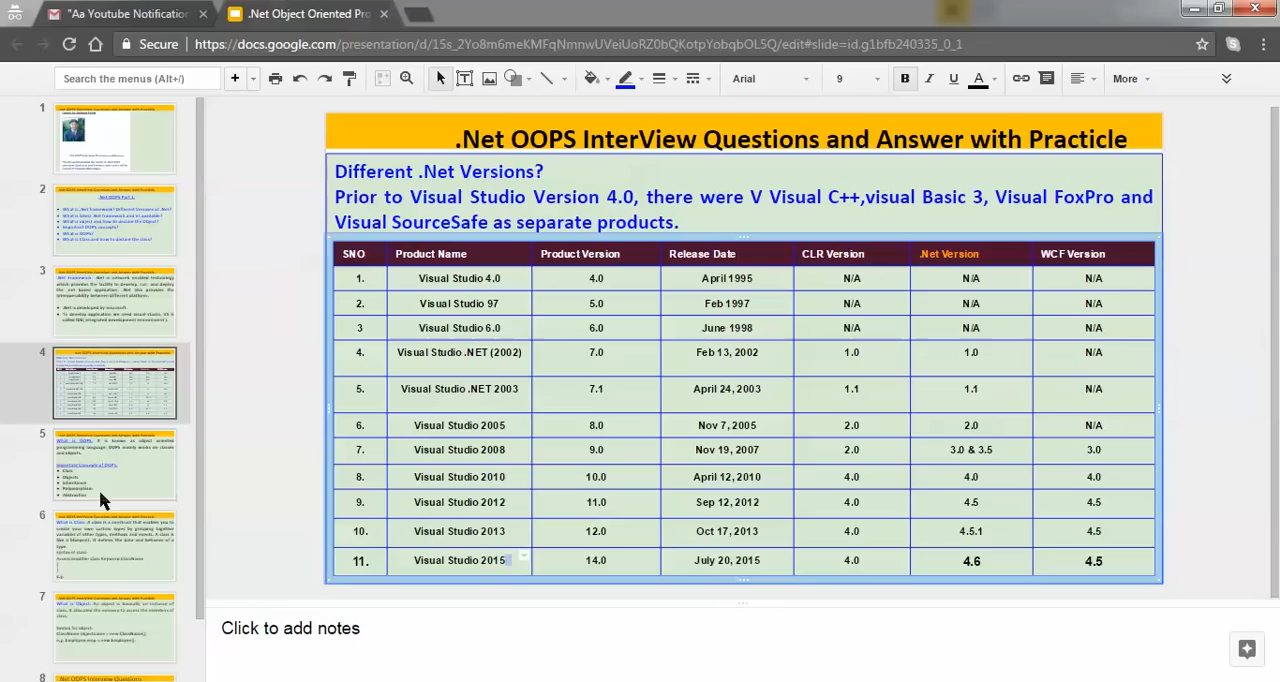 "Aa Youtube Notification
.Net Object Oriented Pro
Secure
https://docs.google.com/presentation/d/15s_2Yo8m6meKMFqNmnwUVeiUoRZ0bQKotpYobqbOL5Q/edit#slide=id.g1bfb240335_0_1
Search the menus (Alt+/)
Arial
9
B
I
U
A
More
1
2
3
4
5
6
7
8
.Net OOPS InterView Questions and Answer with Practicle
Different .Net Versions?
Prior to Visual Studio Version 4.0, there were V Visual C++,visual Basic 3, Visual FoxPro and
Visual SourceSafe as separate products.
SNO Product Name Product Version Release Date CLR Version .Net Version WCF Version
1. Visual Studio 4.0 4.0 April 1995 N/A N/A N/A
2. Visual Studio 97 5.0 Feb 1997 N/A N/A N/A
3 Visual Studio 6.0 6.0 June 1998 N/A N/A N/A
4. Visual Studio .NET (2002) 7.0 Feb 13, 2002 1.0 1.0 N/A
5. Visual Studio .NET 2003 7.1 April 24, 2003 1.1 1.1 N/A
6. Visual Studio 2005 8.0 Nov 7, 2005 2.0 2.0 N/A
7. Visual Studio 2008 9.0 Nov 19, 2007 2.0 3.0 & 3.5 3.0
8. Visual Studio 2010 10.0 April 12, 2010 4.0 4.0 4.0
9. Visual Studio 2012 11.0 Sep 12, 2012 4.0 4.5 4.5
10. Visual Studio 2013 12.0 Oct 17, 2013 4.0 4.5.1 4.5
11. Visual Studio 2015 14.0 July 20, 2015 4.0 4.6 4.5
Click to add notes